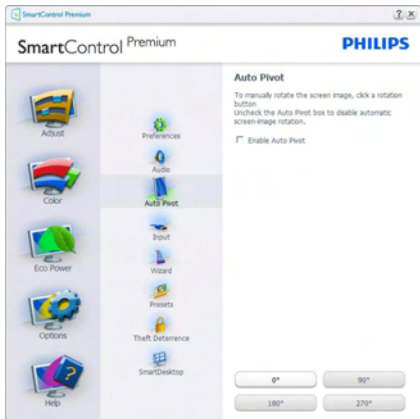 SmartControl Premium
SmartControl Premium
PHILIPS
Adjust
Color
Eco Power
Options
Help
Preferences
Audio
Auto Pivot
Input
Wizard
Presets
Theft Deterrence
SmartDesktop
Auto Pivot
To manually rotate the screen image, click a rotation
button
Uncheck the Auto Pivot box to disable automatic
screen-image rotation.
Enable Auto Pivot
0°
90°
180°
270°